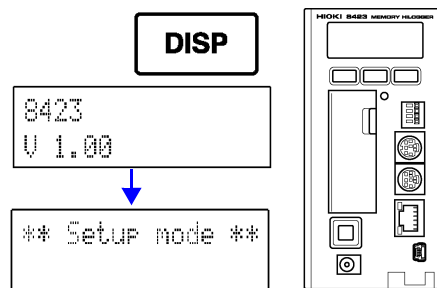 DISP
8423
V 1.00
** Setup mode **
HIOKI 8423 MEMORY HiLOGGER